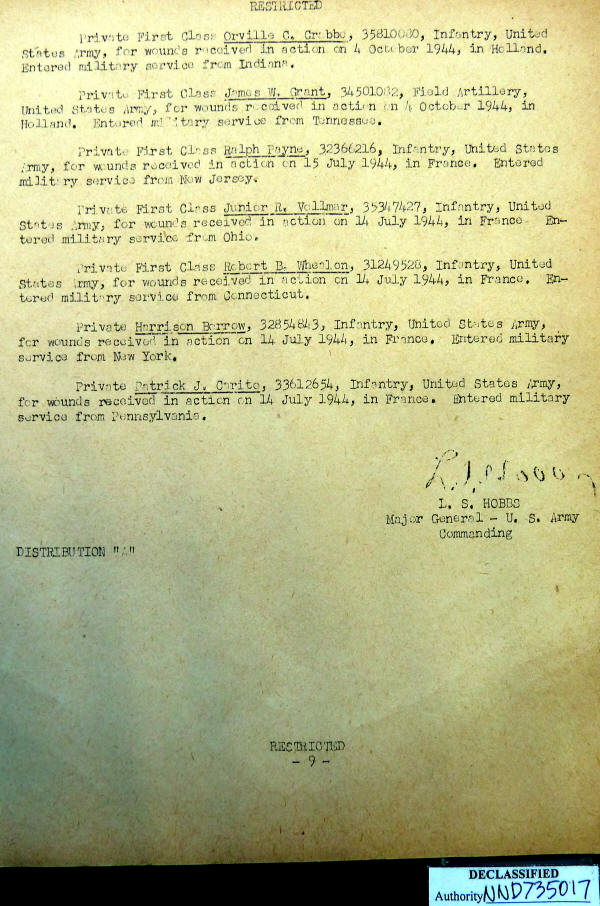 RESTRICTED
Private First Class Orville C. Crabbe, 35810080, Infantry, United
States Army, for wounds received in action on 4 October 1944, in Holland.
Entered military service from Indiana.
Private First Class James W. Grant, 34501082, Field Artillery,
United States Army, for wounds received in action on 4 October 1944, in
Holland. Entered military service from Tennessee.
Private First Class Ralph Payne, 32366216, Infantry, United States
Army, for wounds received in action on 15 July 1944, in France. Entered
military service from New Jersey.
Private First Class Junior R. Vollmar, 35347427, Infantry, United
States Army, for wounds received in action on 14 July 1944, in France. En-
tered military service from Ohio.
Private First Class Robert B. Whealon, 31249528, Infantry, United
States Army, for wounds received in action on 14 July 1944, in France. En-
tered military service from Connecticut.
Private Harrison Barrow, 32854843, Infantry, United States Army,
for wounds received in action on 14 July 1944, in France. Entered military
service from New York.
Private Patrick J. Carito, 33612654, Infantry, United States Army,
for wounds received in action on 14 July 1944, in France. Entered military
service from Pennsylvania.
L. S. HOBBS
Major General - U. S. Army
Commanding
DISTRIBUTION "A"
RESTRICTED
- 9 -
DECLASSIFIED
Authority NND735017